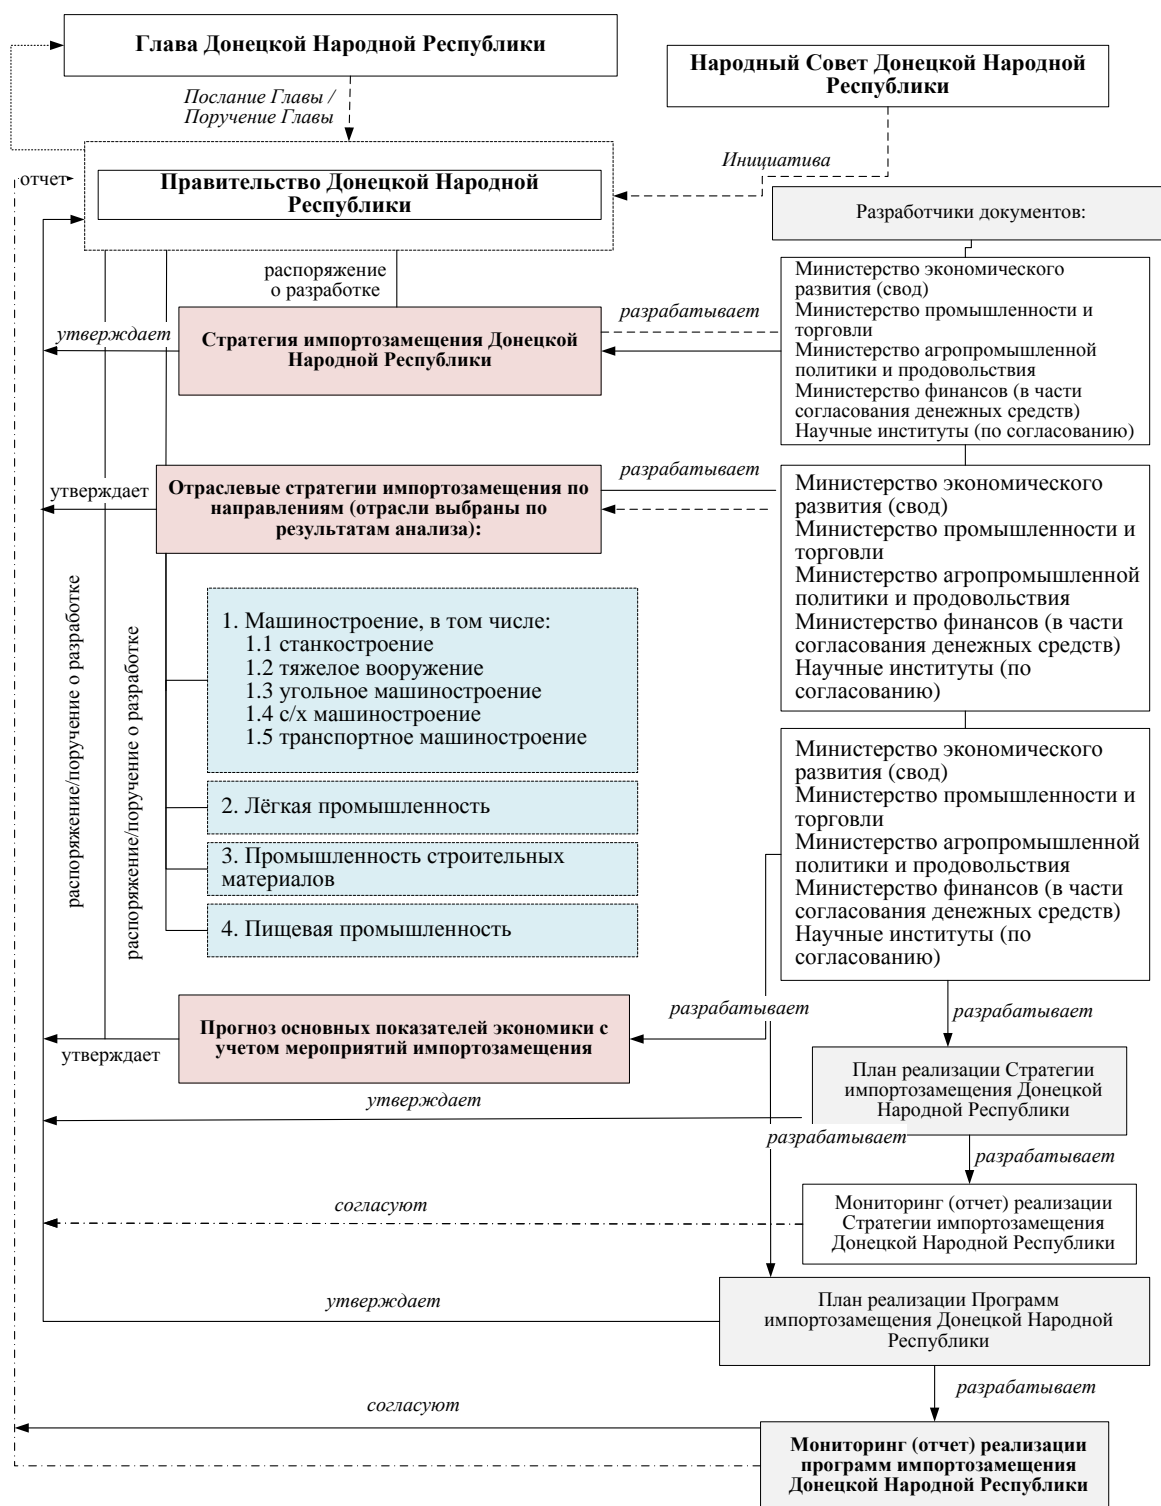 Глава Донецкой Народной Республики
Народный Совет Донецкой Народной
Республики
Послание Главы /
Поручение Главы
Инициатива
отчет
Правительство Донецкой Народной
Республики
Разработчики документов:
распоряжение
о разработке
Министерство экономического
развития (свод)
Министерство промышленности и
торговли
Министерство агропромышленной
политики и продовольствия
Министерство финансов (в части
согласования денежных средств)
Научные институты (по согласованию)
разрабатывает
утверждает
Стратегия импортозамещения Донецкой
Народной Республики
разрабатывает
утверждает
Отраслевые стратегии импортозамещения по
направлениям (отрасли выбраны по
результатам анализа):
Министерство экономического
развития (свод)
Министерство промышленности и
торговли
Министерство агропромышленной
политики и продовольствия
Министерство финансов (в части
согласования денежных средств)
Научные институты (по
согласованию)
распоряжение/поручение о разработке
распоряжение/поручение о разработке
1. Машиностроение, в том числе:
1.1 станкостроение
1.2 тяжелое вооружение
1.3 угольное машиностроение
1.4 с/х машиностроение
1.5 транспортное машиностроение
2. Лёгкая промышленность
3. Промышленность строительных
материалов
4. Пищевая промышленность
Министерство экономического
развития (свод)
Министерство промышленности и
торговли
Министерство агропромышленной
политики и продовольствия
Министерство финансов (в части
согласования денежных средств)
Научные институты (по
согласованию)
разрабатывает
разрабатывает
Прогноз основных показателей экономики с
учетом мероприятий импортозамещения
утверждает
План реализации Стратегии
импортозамещения Донецкой
Народной Республики
утверждает
разрабатывает
разрабатывает
Мониторинг (отчет) реализации
Стратегии импортозамещения
Донецкой Народной Республики
согласуют
План реализации Программ
импортозамещения Донецкой Народной
Республики
утверждает
разрабатывает
согласуют
Мониторинг (отчет) реализации
программ импортозамещения
Донецкой Народной Республики